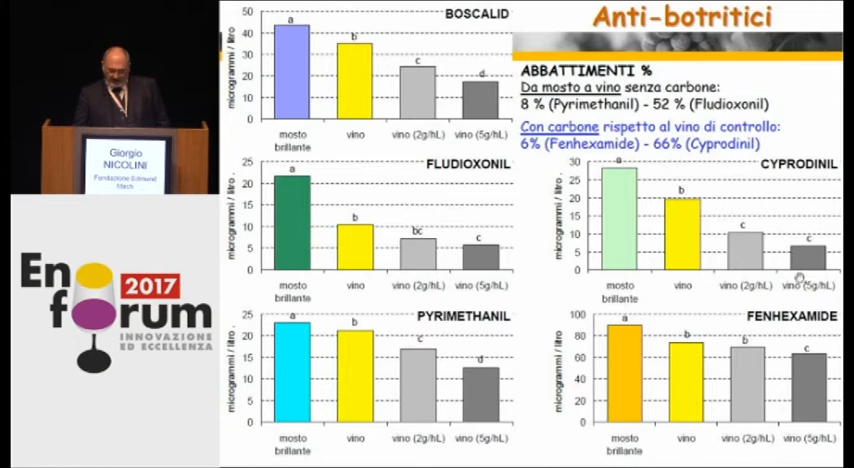 Giorgio
NICOLINI
Fondazione Edmund
Mach
Enoforum
2017
INNOVAZIONE
ED ECCELLENZA
Anti-botritici
ABBATTIMENTI %
Da mosto a vino senza carbone:
8 % (Pyrimethanil) - 52 % (Fludioxonil)
Con carbone rispetto al vino di controllo:
6% (Fenhexamide) - 66% (Cyprodinil)
BOSCALID
microgrammi / litro
50
40
30
20
10
0
a
b
c
d
mosto
brillante
vino
vino (2g/hL)
vino (5g/hL)
FLUDIOXONIL
microgrammi / litro .
25
20
15
10
5
0
a
b
bc
c
mosto
brillante
vino
vino (2g/hL)
vino (5g/hL)
CYPRODINIL
microgrammi / litro .
30
25
20
15
10
5
0
a
b
c
c
mosto
brillante
vino
vino (2g/hL)
vino (5g/hL)
PYRIMETHANIL
microgrammi / litro .
25
20
15
10
5
0
a
b
c
d
mosto
brillante
vino
vino (2g/hL)
vino (5g/hL)
FENHEXAMIDE
microgrammi / litro .
100
80
60
40
20
0
a
b
b
c
mosto
brillante
vino
vino (2g/hL)
vino (5g/hL)